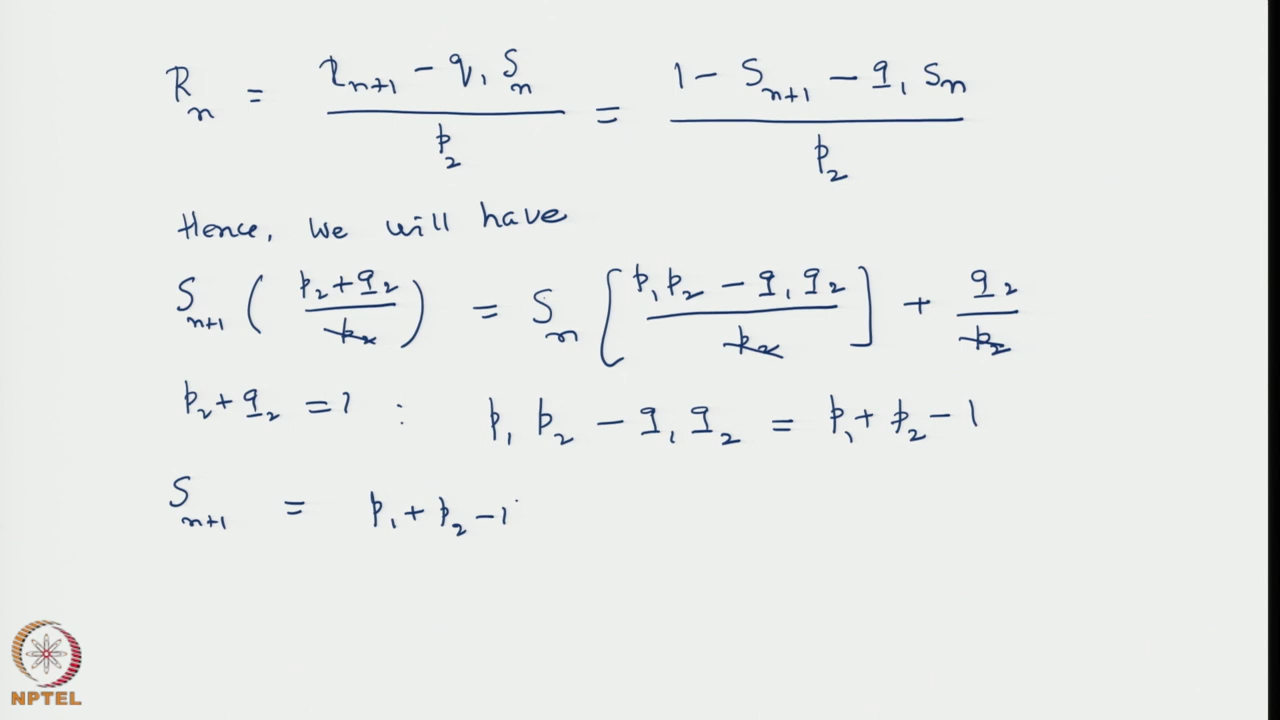 R_n = (R_{n+1} - q_1 S_n) / p_2 = (1 - S_{n+1} - q_1 S_n) / p_2
Hence, we will have
S_{n+1} ( (p_2 + q_2) / p_2 ) = S_n [ (p_1 p_2 - q_1 q_2) / p_2 ] + q_2 / p_2
p_2 + q_2 = 1 : p_1 p_2 - q_1 q_2 = p_1 + p_2 - 1
S_{n+1} = p_1 + p_2 - 1
NPTEL